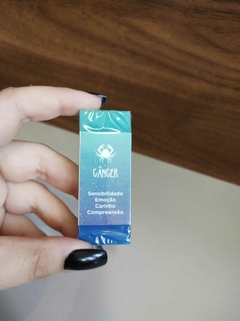 CÂNCER
Sensibilidade
Emoção
Carinho
Compreensão